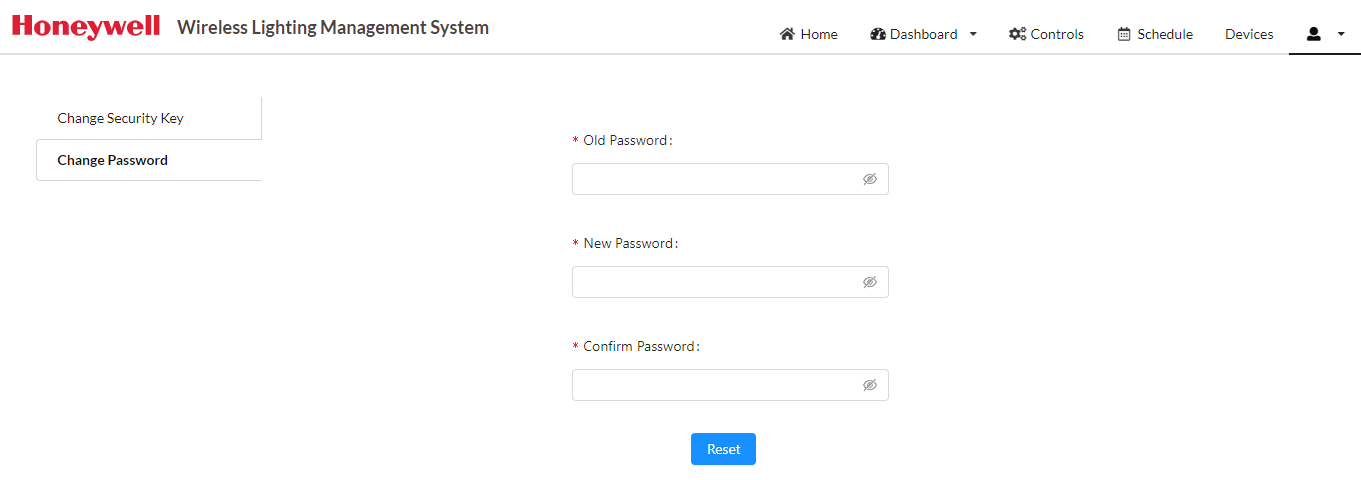 Honeywell Wireless Lighting Management System
Home Dashboard Controls Schedule Devices
Change Security Key
Change Password
* Old Password:
* New Password:
* Confirm Password:
Reset